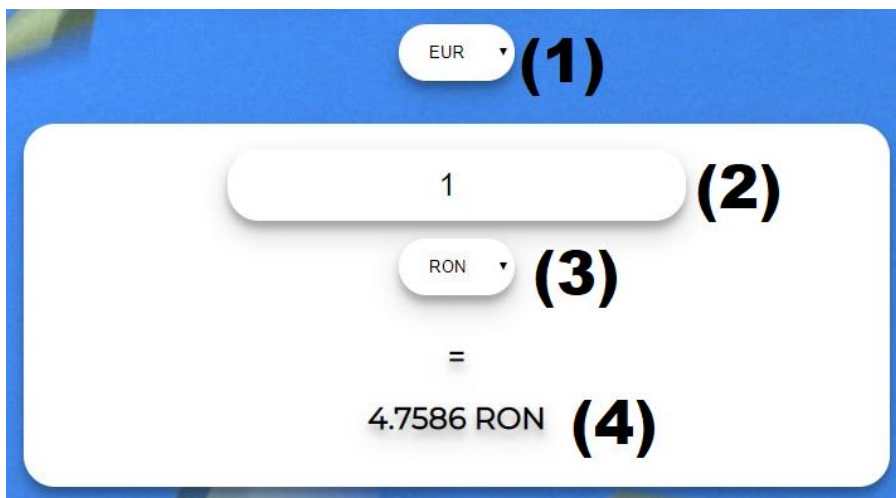 EUR (1)
1 (2)
RON (3)
=
4.7586 RON (4)